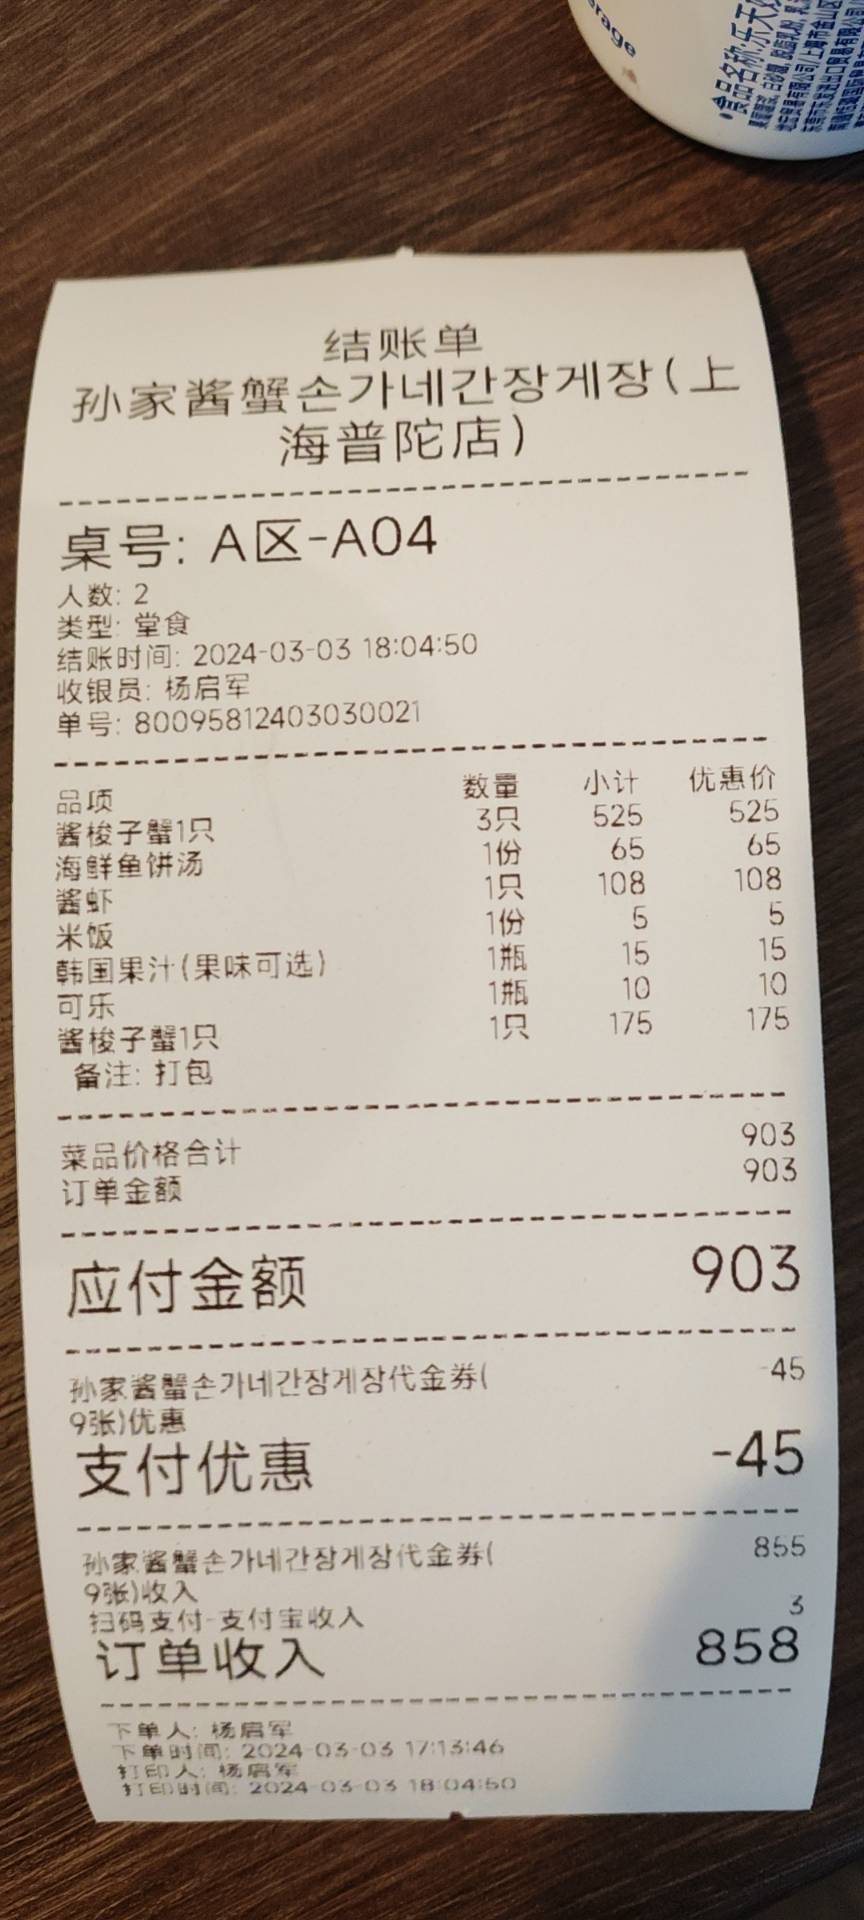 erage
•食品名称:乐天
结账单
孙家酱蟹손가네간장게장(上
海普陀店)
桌号: A区-A04
人数: 2
类型: 堂食
结账时间: 2024-03-03 18:04:50
收银员: 杨启军
单号: 80095812403030021
品项 数量 小计 优惠价
酱梭子蟹1只 3只 525 525
海鲜鱼饼汤 1份 65 65
酱虾 1只 108 108
米饭 1份 5 5
韩国果汁(果味可选) 1瓶 15 15
可乐 1瓶 10 10
酱梭子蟹1只 1只 175 175
备注: 打包
菜品价格合计 903
订单金额 903
应付金额 903
孙家酱蟹손가네간장게장代金券( -45
9张)优惠
支付优惠 -45
孙家酱蟹손가네간장게장代金券( 855
9张)收入
扫码支付-支付宝收入 3
订单收入 858
下单人: 杨启军
下单时间: 2024-03-03 17:13:46
打印人: 杨启军
打印时间: 2024-03-03 18:04:50